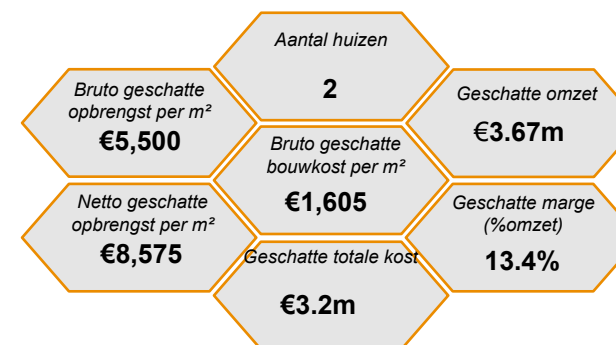 Aantal huizen
2
Bruto geschatte
opbrengst per m²
€5,500
Geschatte omzet
€3.67m
Bruto geschatte
bouwkost per m²
€1,605
Netto geschatte
opbrengst per m²
€8,575
Geschatte marge
(%omzet)
13.4%
Geschatte totale kost
€3.2m